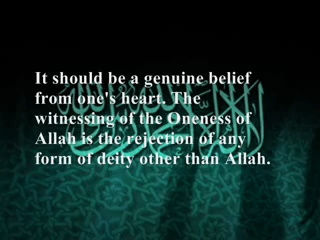 It should be a genuine belief
from one's heart. The
witnessing of the Oneness of
Allah is the rejection of any
form of deity other than Allah.